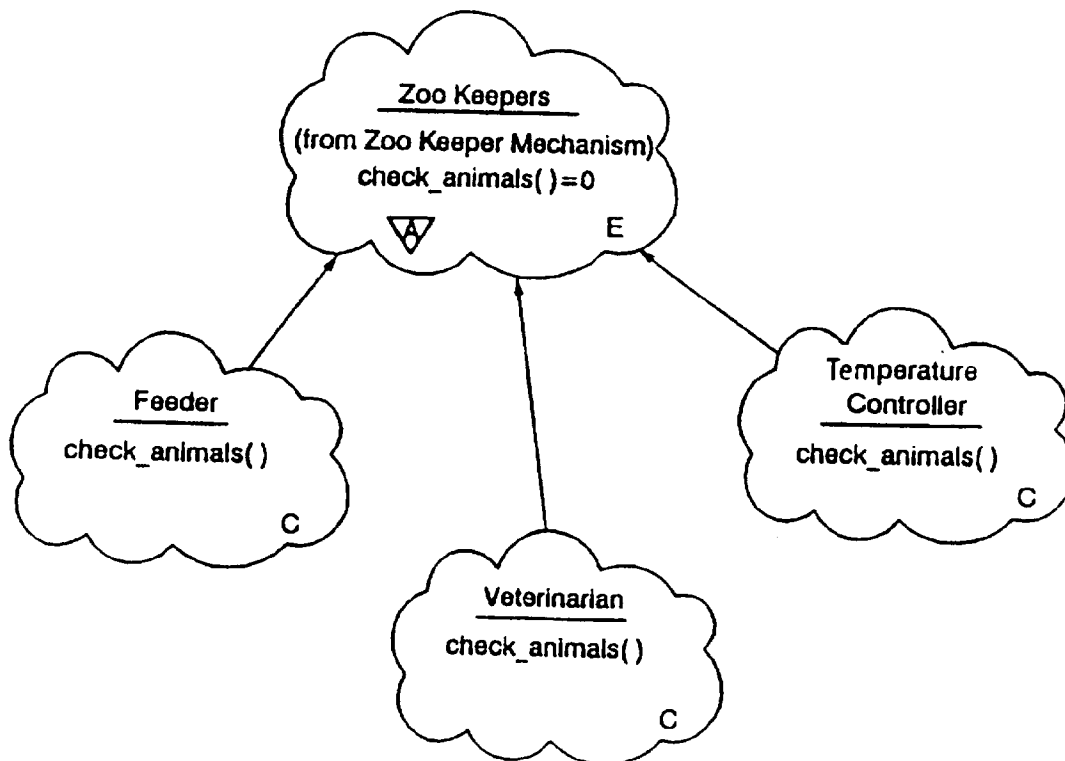 Zoo Keepers
(from Zoo Keeper Mechanism)
check_animals( )=0
A
E
Feeder
check_animals( )
C
Temperature
Controller
check_animals( )
C
Veterinarian
check_animals( )
C